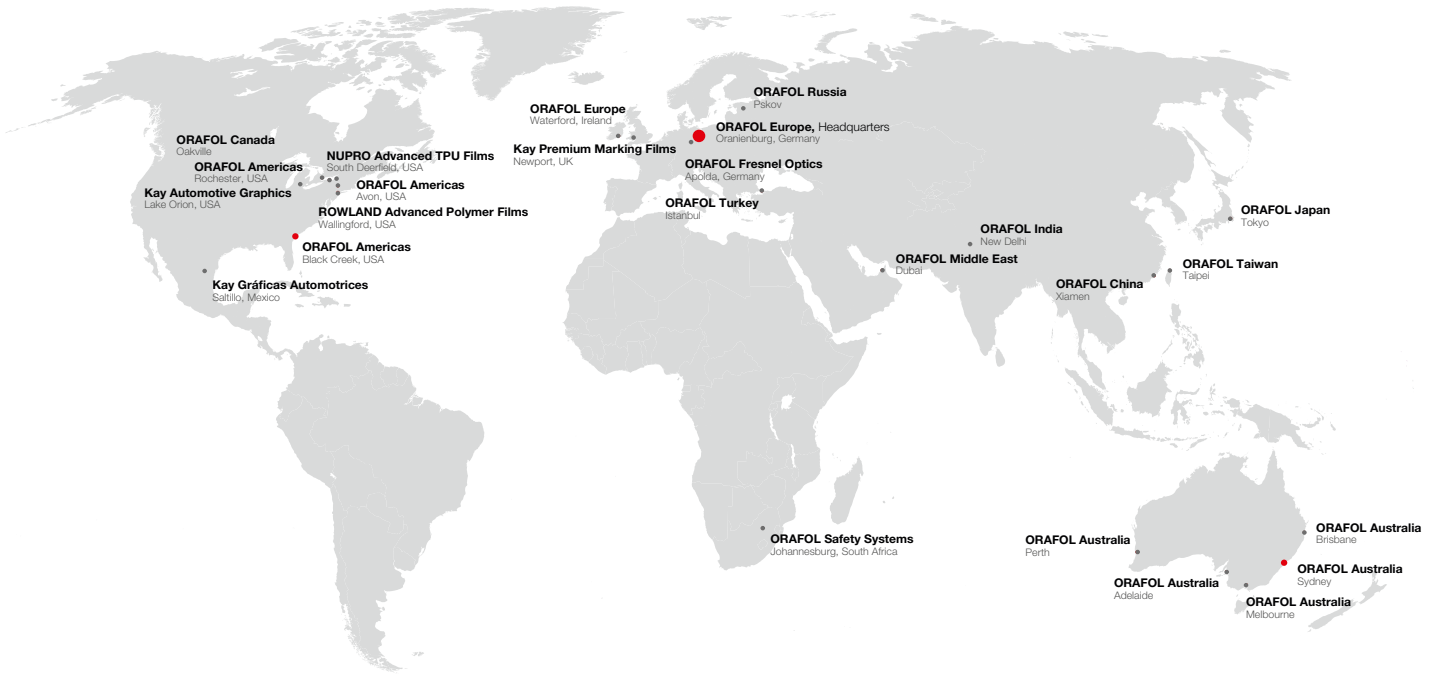 ORAFOL Russia
Pskov
ORAFOL Europe
Waterford, Ireland
ORAFOL Europe, Headquarters
Oranienburg, Germany
Kay Premium Marking Films
Newport, UK
ORAFOL Fresnel Optics
Apolda, Germany
ORAFOL Turkey
Istanbul
ORAFOL Canada
Oakville
NUPRO Advanced TPU Films
South Deerfield, USA
ORAFOL Americas
Rochester, USA
ORAFOL Americas
Avon, USA
Kay Automotive Graphics
Lake Orion, USA
ROWLAND Advanced Polymer Films
Wallingford, USA
ORAFOL Americas
Black Creek, USA
Kay Gráficas Automotrices
Saltillo, Mexico
ORAFOL Japan
Tokyo
ORAFOL India
New Delhi
ORAFOL Middle East
Dubai
ORAFOL Taiwan
Taipei
ORAFOL China
Xiamen
ORAFOL Safety Systems
Johannesburg, South Africa
ORAFOL Australia
Brisbane
ORAFOL Australia
Perth
ORAFOL Australia
Sydney
ORAFOL Australia
Adelaide
ORAFOL Australia
Melbourne